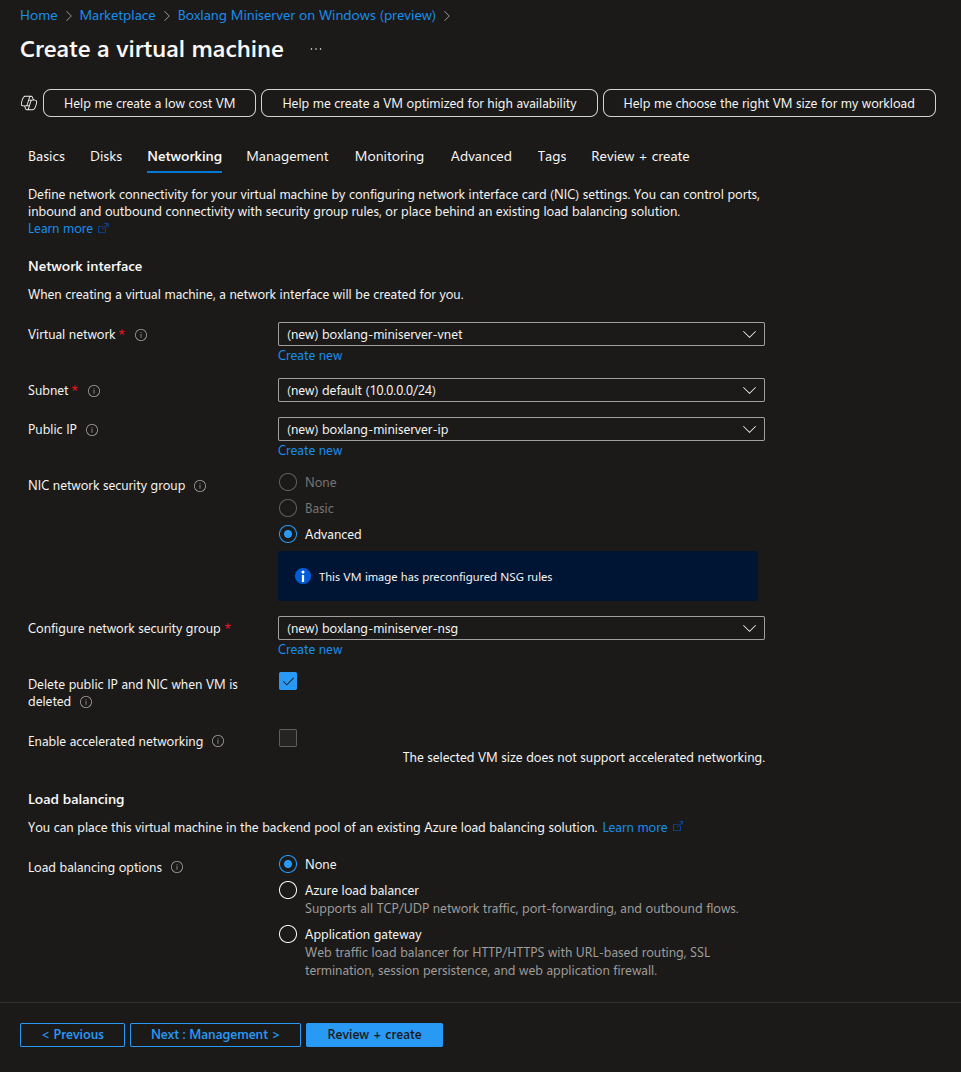 Home > Marketplace > Boxlang Miniserver on Windows (preview) >
Create a virtual machine ...
Help me create a low cost VM
Help me create a VM optimized for high availability
Help me choose the right VM size for my workload
Basics
Disks
Networking
Management
Monitoring
Advanced
Tags
Review + create
Define network connectivity for your virtual machine by configuring network interface card (NIC) settings. You can control ports,
inbound and outbound connectivity with security group rules, or place behind an existing load balancing solution.
Learn more
Network interface
When creating a virtual machine, a network interface will be created for you.
Virtual network *
(new) boxlang-miniserver-vnet
Create new
Subnet *
(new) default (10.0.0.0/24)
Public IP
(new) boxlang-miniserver-ip
Create new
NIC network security group
None
Basic
Advanced
This VM image has preconfigured NSG rules
Configure network security group *
(new) boxlang-miniserver-nsg
Create new
Delete public IP and NIC when VM is
deleted
Enable accelerated networking
The selected VM size does not support accelerated networking.
Load balancing
You can place this virtual machine in the backend pool of an existing Azure load balancing solution. Learn more
Load balancing options
None
Azure load balancer
Supports all TCP/UDP network traffic, port-forwarding, and outbound flows.
Application gateway
Web traffic load balancer for HTTP/HTTPS with URL-based routing, SSL
termination, session persistence, and web application firewall.
< Previous
Next : Management >
Review + create